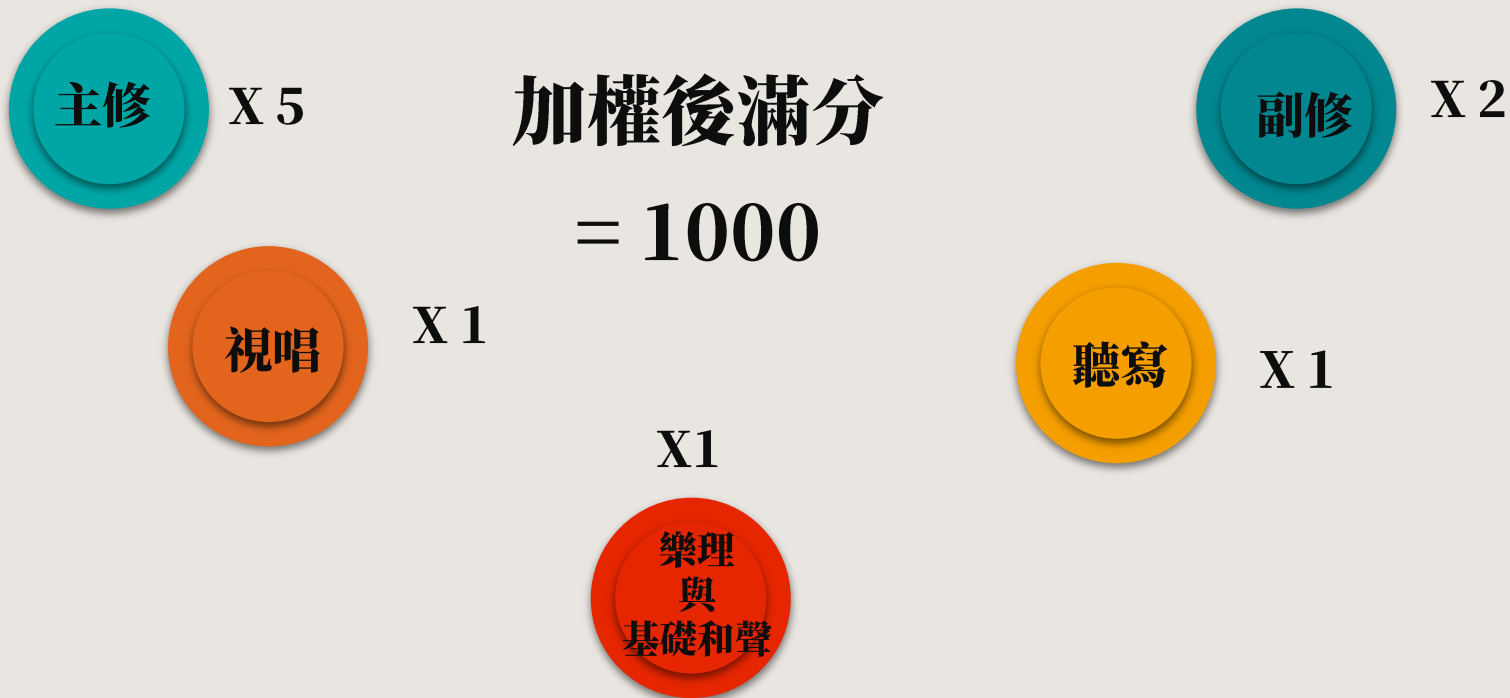 主修
X 5
加權後滿分
= 1000
副修
X 2
視唱
X 1
聽寫
X 1
X1
樂理
與
基礎和聲